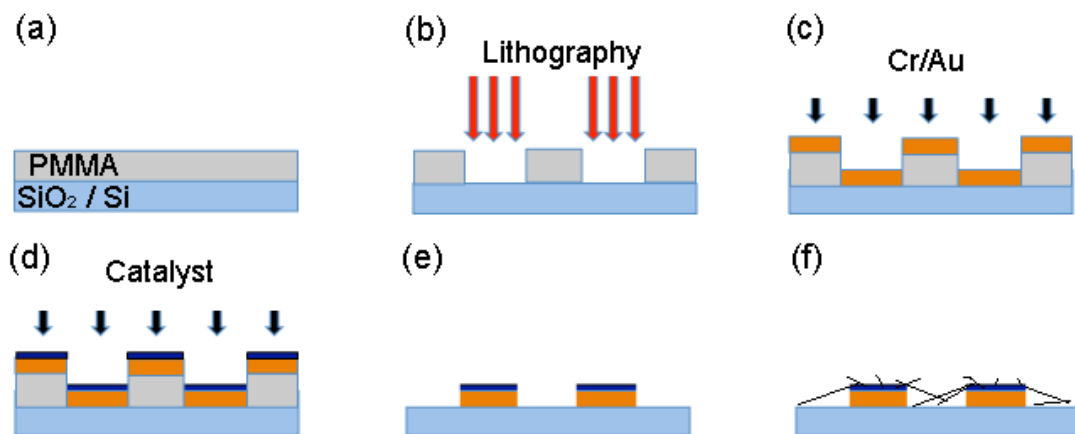 (a)
(b)
Lithography
(c)
Cr/Au
PMMA
SiO₂ / Si
(d)
Catalyst
(e)
(f)